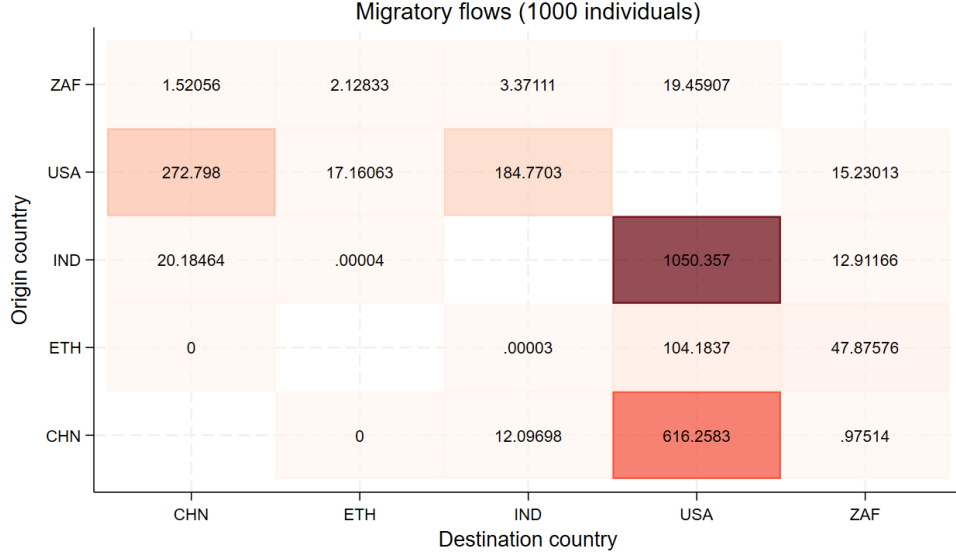 Migratory flows (1000 individuals)
Origin country
ZAF 1.52056 2.12833 3.37111 19.45907
USA 272.798 17.16063 184.7703 15.23013
IND 20.18464 .00004 1050.357 12.91166
ETH 0 .00003 104.1837 47.87576
CHN 0 12.09698 616.2583 .97514
CHN ETH IND USA ZAF
Destination country